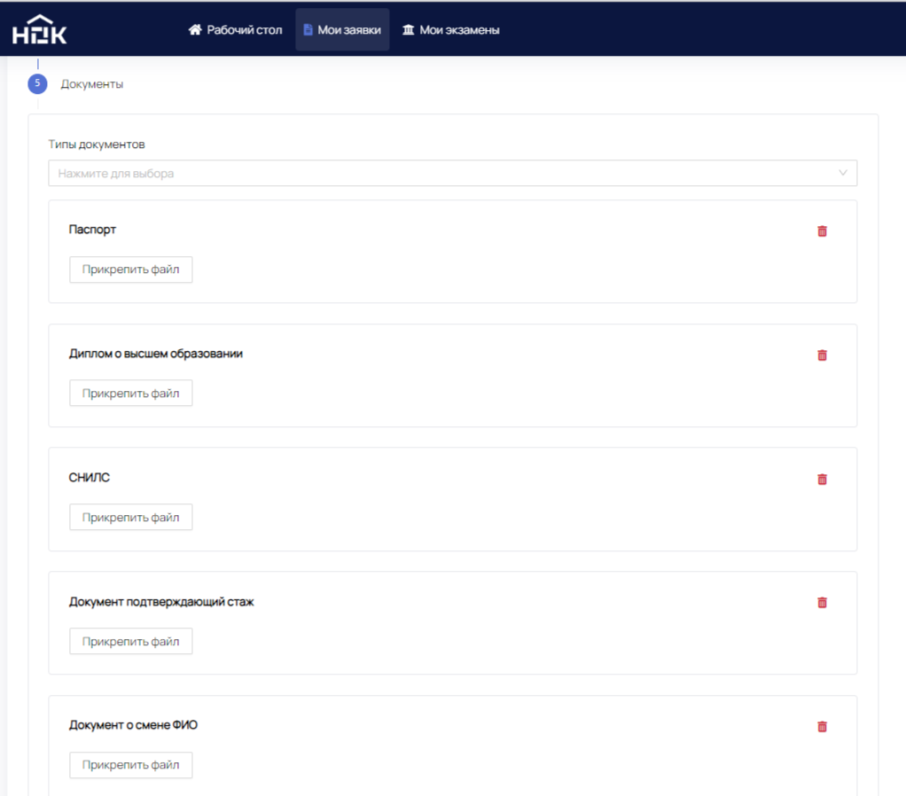 НОК
Рабочий стол
Мои заявки
Мои экзамены
5
Документы
Типы документов
Нажмите для выбора
Паспорт
Прикрепить файл
Диплом о высшем образовании
Прикрепить файл
СНИЛС
Прикрепить файл
Документ подтверждающий стаж
Прикрепить файл
Документ о смене ФИО
Прикрепить файл